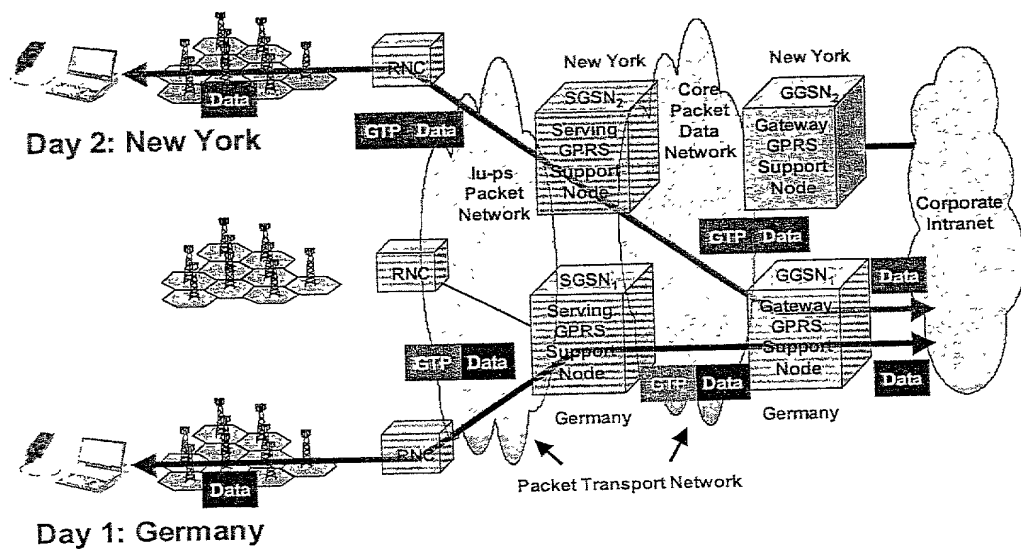 RNC
Data
Day 2: New York
GTP Data
Iu-ps
Packet
Network
New York
SGSN2
Serving
GPRS
Support
Node
Core
Packet
Data
Network
New York
GGSN2
Gateway
GPRS
Support
Node
Corporate
Intranet
GTP Data
RNC
SGSN1
Serving
GPRS
Support
Node
Germany
GGSN1
Gateway
GPRS
Support
Node
Germany
Data
GTP Data
GTP Data
Data
RNC
Data
Packet Transport Network
Day 1: Germany